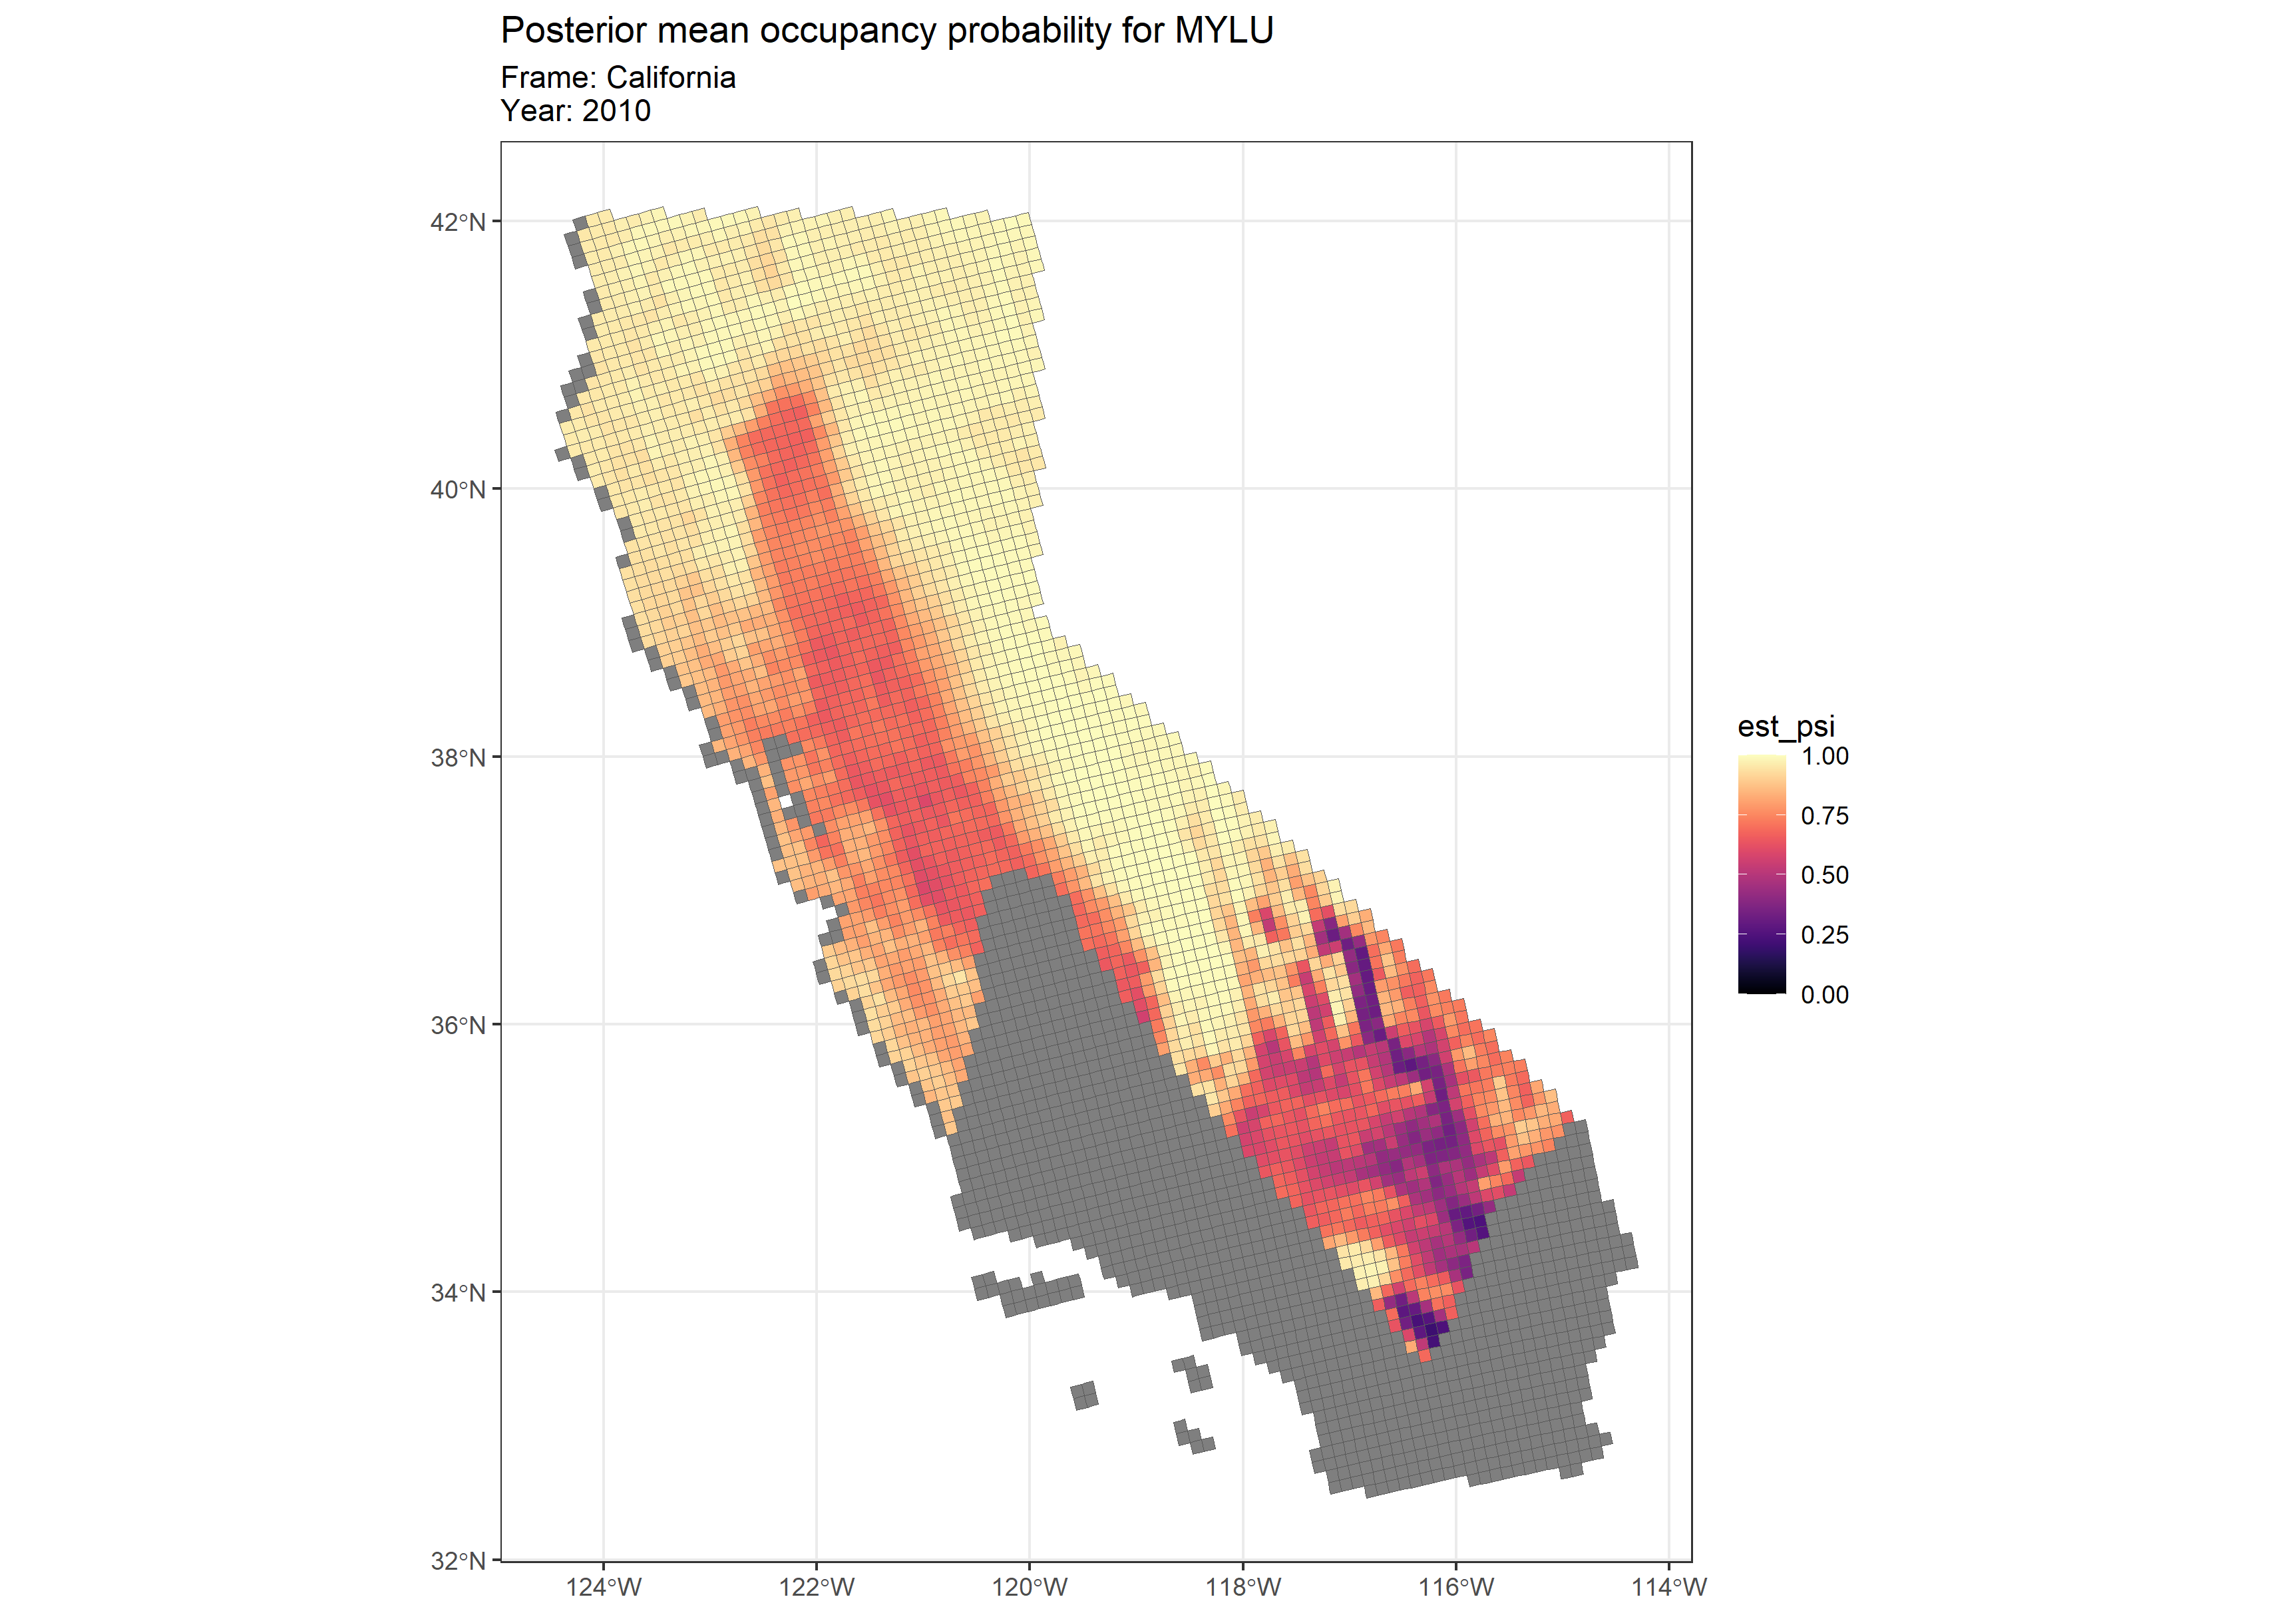 Posterior mean occupancy probability for MYLU
Frame: California
Year: 2010
42°N
40°N
38°N
36°N
34°N
32°N
124°W
122°W
120°W
118°W
116°W
114°W
est_psi
1.00
0.75
0.50
0.25
0.00